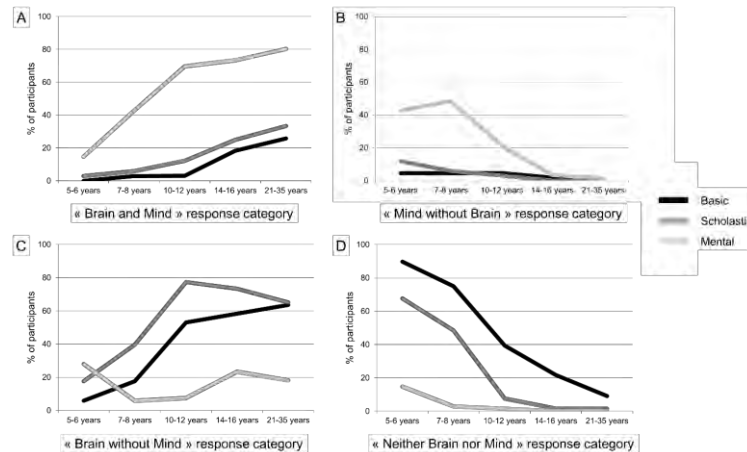 A
% of participants
100
80
60
40
20
0
5-6 years 7-8 years 10-12 years 14-16 years 21-35 years
« Brain and Mind » response category
B
% of participants
100
80
60
40
20
0
5-6 years 7-8 years 10-12 years 14-16 years 21-35 years
« Mind without Brain » response category
Basic
Scholasti
Mental
C
% of participants
100
80
60
40
20
0
5-6 years 7-8 years 10-12 years 14-16 years 21-35 years
« Brain without Mind » response category
D
% of participants
100
80
60
40
20
0
5-6 years 7-8 years 10-12 years 14-16 years 21-35 years
« Neither Brain nor Mind » response category